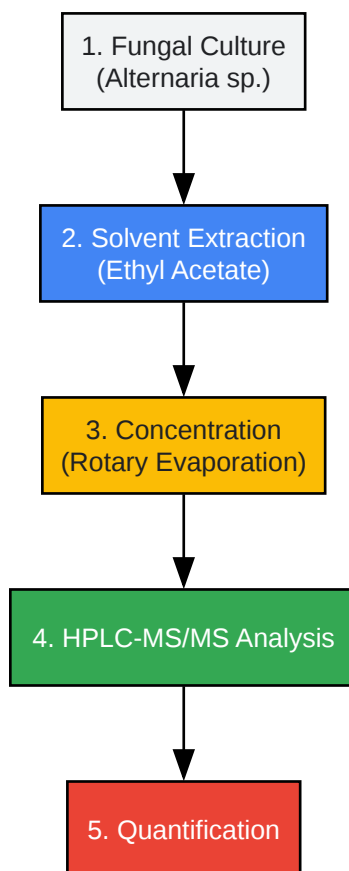 1. Fungal Culture
(Alternaria sp.)
2. Solvent Extraction
(Ethyl Acetate)
3. Concentration
(Rotary Evaporation)
4. HPLC-MS/MS Analysis
5. Quantification